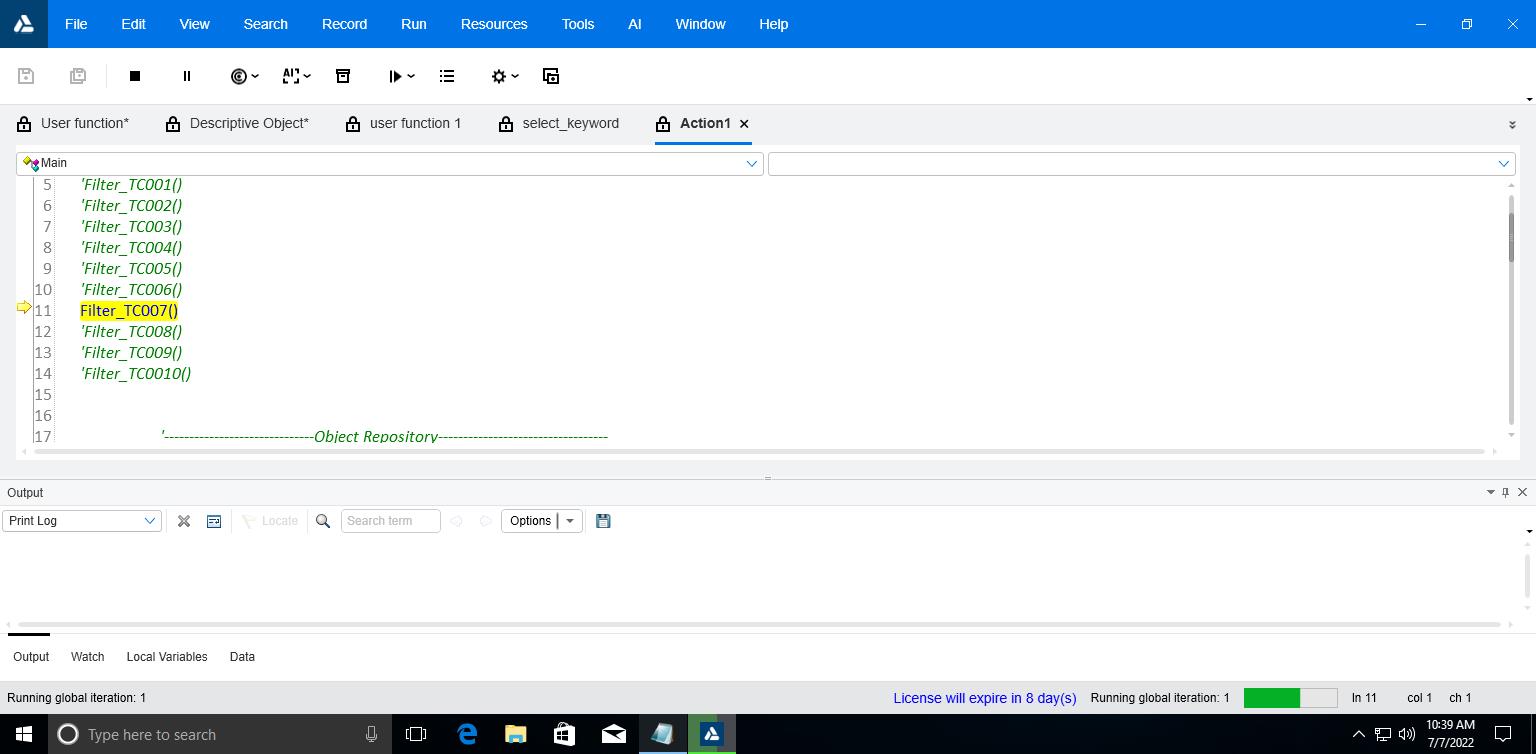 File Edit View Search Record Run Resources Tools AI Window Help
User function* Descriptive Object* user function 1 select_keyword Action1
Main
5 'Filter_TC001()
6 'Filter_TC002()
7 'Filter_TC003()
8 'Filter_TC004()
9 'Filter_TC005()
10 'Filter_TC006()
11 Filter_TC007()
12 'Filter_TC008()
13 'Filter_TC009()
14 'Filter_TC0010()
15
16
17 '------------------------------Object Repository----------------------------------
Output
Print Log Locate Search term Options
Output Watch Local Variables Data
Running global iteration: 1 License will expire in 8 day(s) Running global iteration: 1 ln 11 col 1 ch 1
Type here to search 10:39 AM
7/7/2022